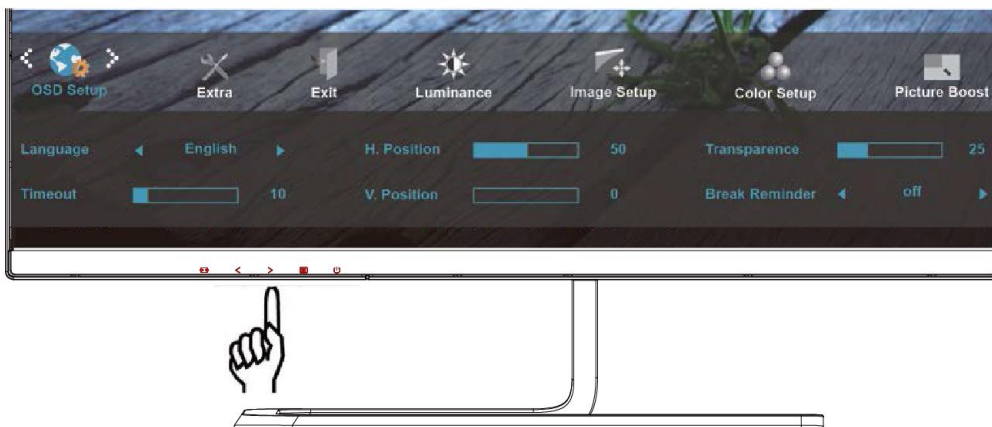 OSD Setup Extra Exit Luminance Image Setup Color Setup Picture Boost
Language English H. Position 50 Transparence 25
Timeout 10 V. Position 0 Break Reminder off